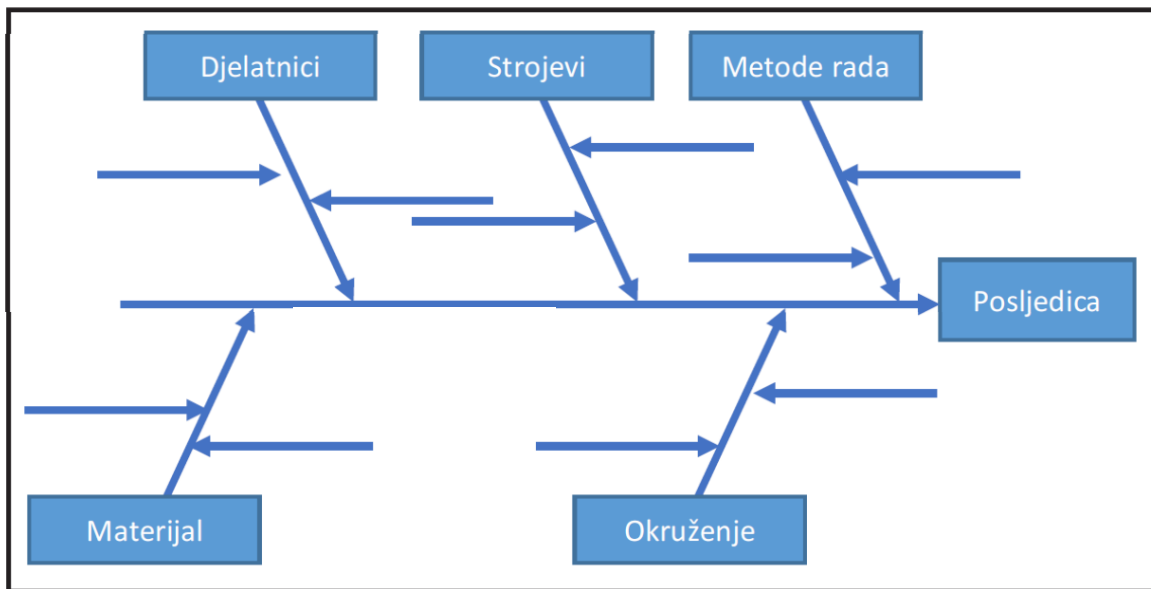 Djelatnici
Strojevi
Metode rada
Posljedica
Materijal
Okruženje